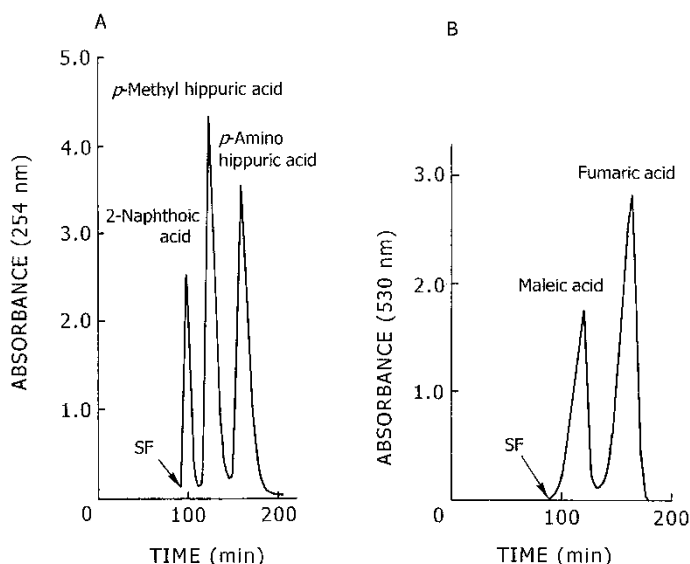 A
5.0
p-Methyl hippuric acid
4.0
p-Amino
hippuric acid
3.0
2-Naphthoic
acid
2.0
1.0
SF
0
100
200
TIME (min)
ABSORBANCE (254 nm)
B
3.0
Fumaric acid
Maleic acid
2.0
1.0
SF
0
100
200
TIME (min)
ABSORBANCE (530 nm)